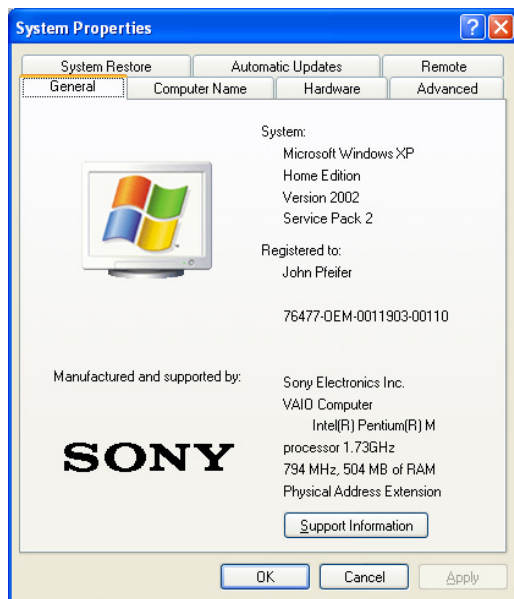 System Properties
System Restore
Automatic Updates
Remote
General
Computer Name
Hardware
Advanced
System:
Microsoft Windows XP
Home Edition
Version 2002
Service Pack 2
Registered to:
John Pfeifer
76477-OEM-0011903-00110
Manufactured and supported by:
SONY
Sony Electronics Inc.
VAIO Computer
Intel(R) Pentium(R) M
processor 1.73GHz
794 MHz, 504 MB of RAM
Physical Address Extension
Support Information
OK
Cancel
Apply